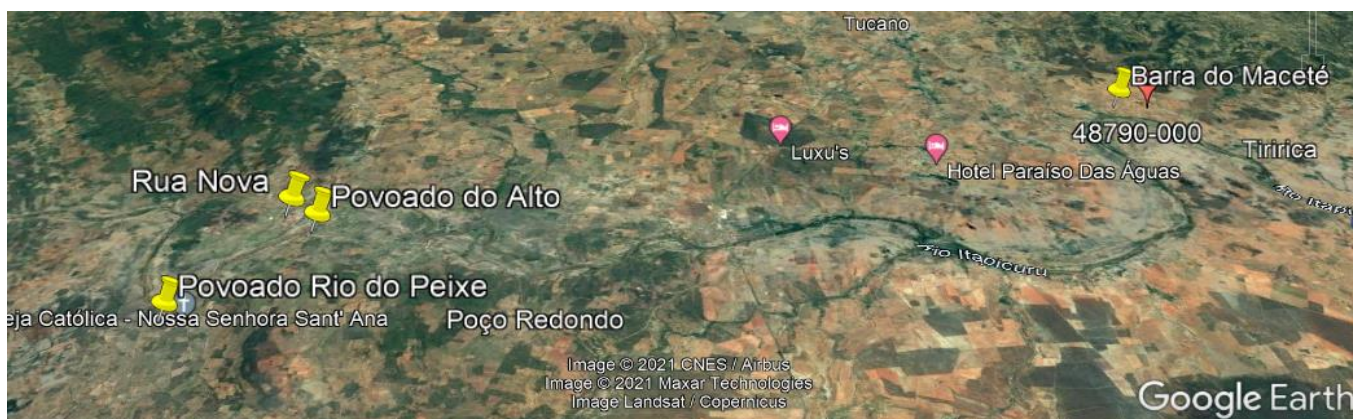 Tucano
Barra do Maceté
48790-000
Luxu's
Tiririca
Hotel Paraíso Das Águas
Rua Nova
Povoado do Alto
Rio Itapicuru
Povoado Rio do Peixe
eja Católica - Nossa Senhora Sant' Ana
Poço Redondo
Image © 2021 CNES / Airbus
Image © 2021 Maxar Technologies
Image Landsat / Copernicus
Google Earth